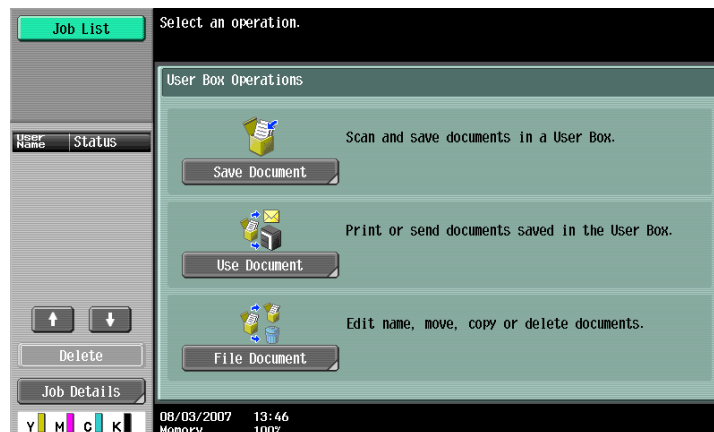 Job List
Select an operation.
User Box Operations
User Name Status
Scan and save documents in a User Box.
Save Document
Print or send documents saved in the User Box.
Use Document
Edit name, move, copy or delete documents.
File Document
Delete
Job Details
Y M C K
08/03/2007 13:46
Memory 100%